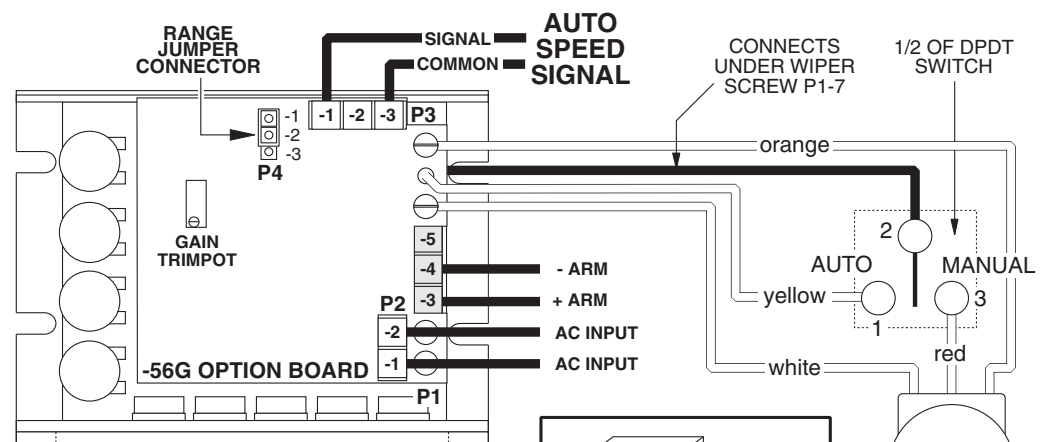 RANGE
JUMPER
CONNECTOR
SIGNAL
COMMON
AUTO
SPEED
SIGNAL
CONNECTS
UNDER WIPER
SCREW P1-7
1/2 OF DPDT
SWITCH
-1
-2
-3
P4
-1 -2 -3 P3
orange
GAIN
TRIMPOT
-5
-4
-3
- ARM
+ ARM
2
AUTO
MANUAL
yellow
1
3
P2
-2
-1
AC INPUT
AC INPUT
white
red
-56G OPTION BOARD
P1